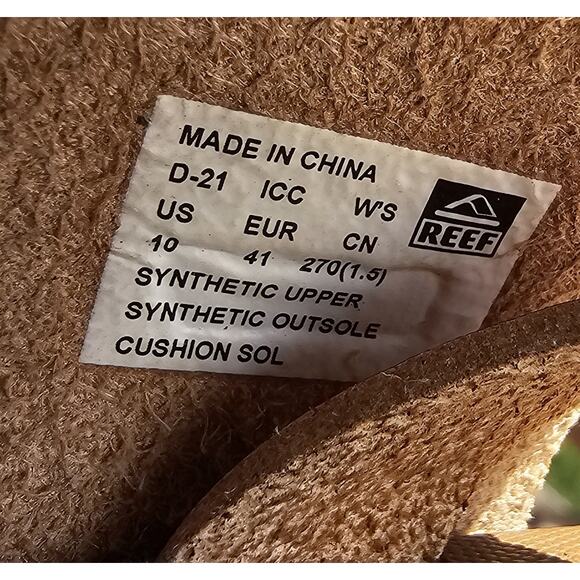 MADE IN CHINA
D-21 ICC W'S
US EUR CN
10 41 270(1.5)
REEF
SYNTHETIC UPPER
SYNTHETIC OUTSOLE
CUSHION SOL